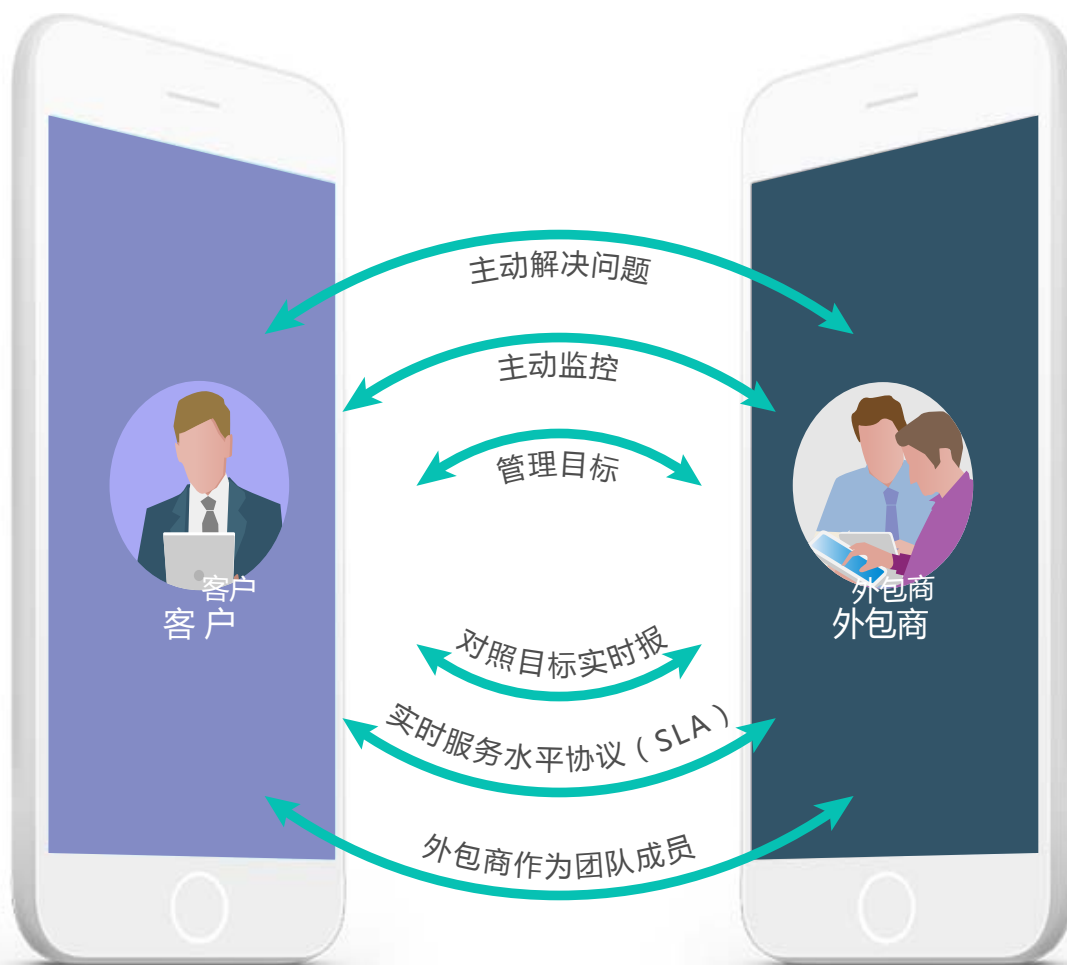 主动解决问题
主动监控
管理目标
客户
客户
外包商
外包商
对照目标实时报
实时服务水平协议（SLA）
外包商作为团队成员